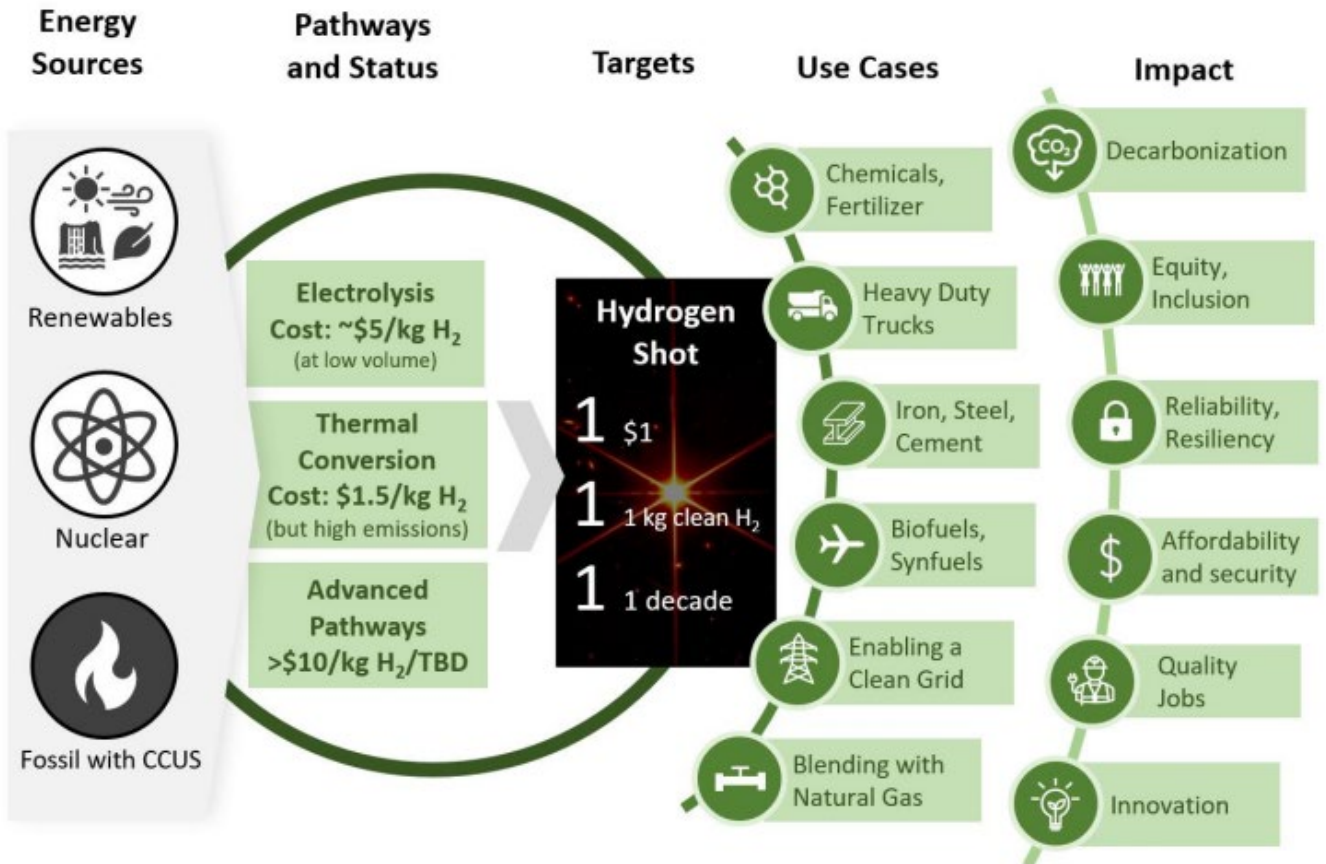 Energy
Sources
Pathways
and Status
Targets
Use Cases
Impact
Renewables
Nuclear
Fossil with CCUS
Electrolysis
Cost: ~$5/kg H₂
(at low volume)
Thermal
Conversion
Cost: $1.5/kg H₂
(but high emissions)
Advanced
Pathways
>$10/kg H₂/TBD
Hydrogen
Shot
1 $1
1 1 kg clean H₂
1 1 decade
Chemicals,
Fertilizer
Heavy Duty
Trucks
Iron, Steel,
Cement
Biofuels,
Synfuels
Enabling a
Clean Grid
Blending with
Natural Gas
CO₂
Decarbonization
Equity,
Inclusion
Reliability,
Resiliency
$
Affordability
and security
Quality
Jobs
Innovation